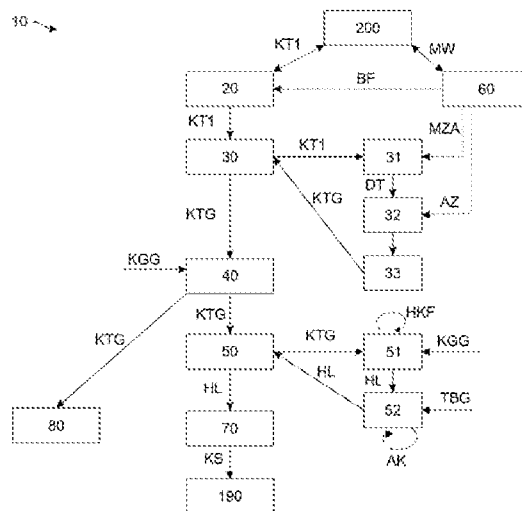 10
200
KT1
MW
20
BF
60
KT1
MZA
30
KT1
31
DT
KTG
AZ
KTG
32
33
KGG
40
KTG
KTG
50
KTG
HKF
51
KGG
HL
HL
HL
80
70
52
TBG
KS
AK
190